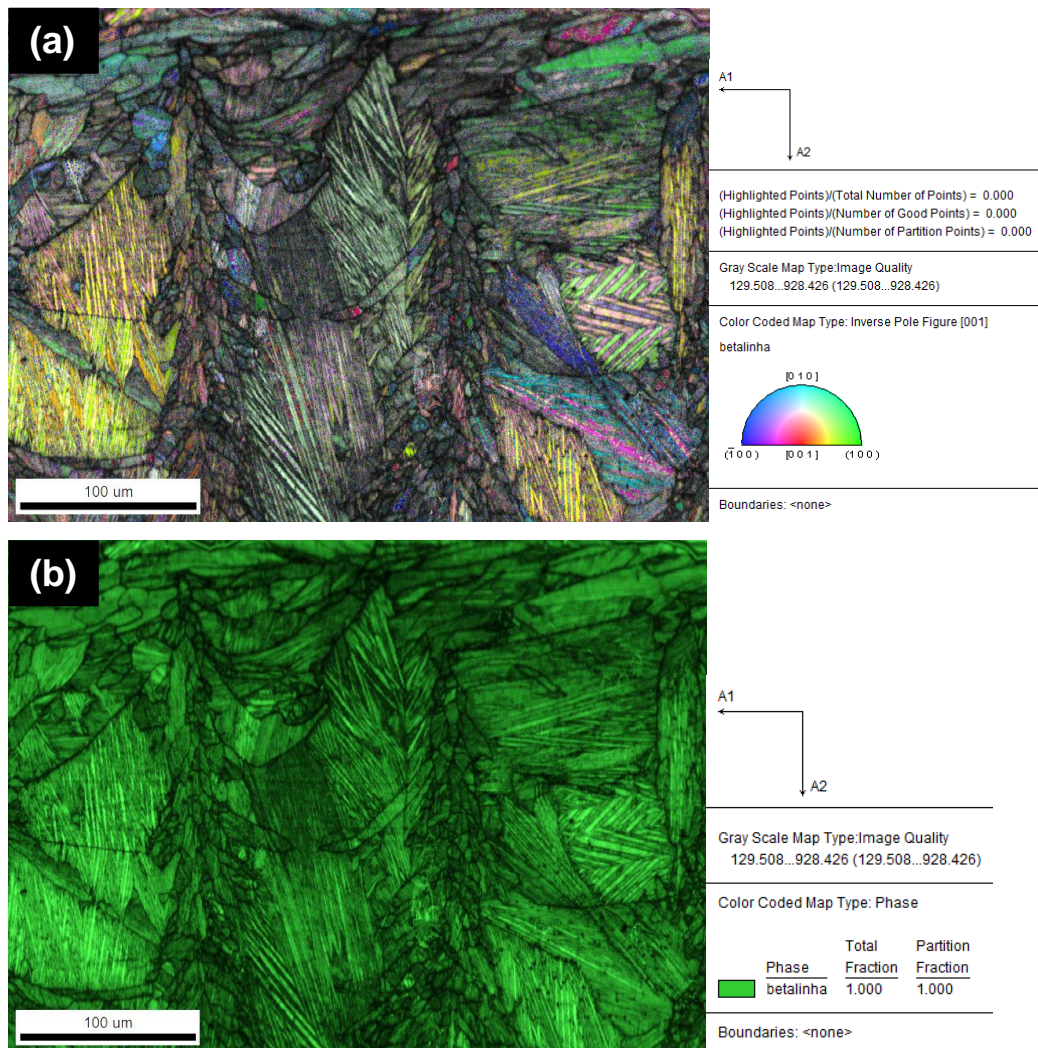 (a)
A1
A2
(Highlighted Points)/(Total Number of Points) = 0.000
(Highlighted Points)/(Number of Good Points) = 0.000
(Highlighted Points)/(Number of Partition Points) = 0.000
Gray Scale Map Type:Image Quality
129.508...928.426 (129.508...928.426)
Color Coded Map Type: Inverse Pole Figure [001]
betalinha
[0 1 0]
(1̅ 0 0) [0 0 1] (1 0 0)
100 um
Boundaries: <none>
(b)
A1
A2
Gray Scale Map Type:Image Quality
129.508...928.426 (129.508...928.426)
Color Coded Map Type: Phase
Total Partition
Phase Fraction Fraction
betalinha 1.000 1.000
100 um
Boundaries: <none>